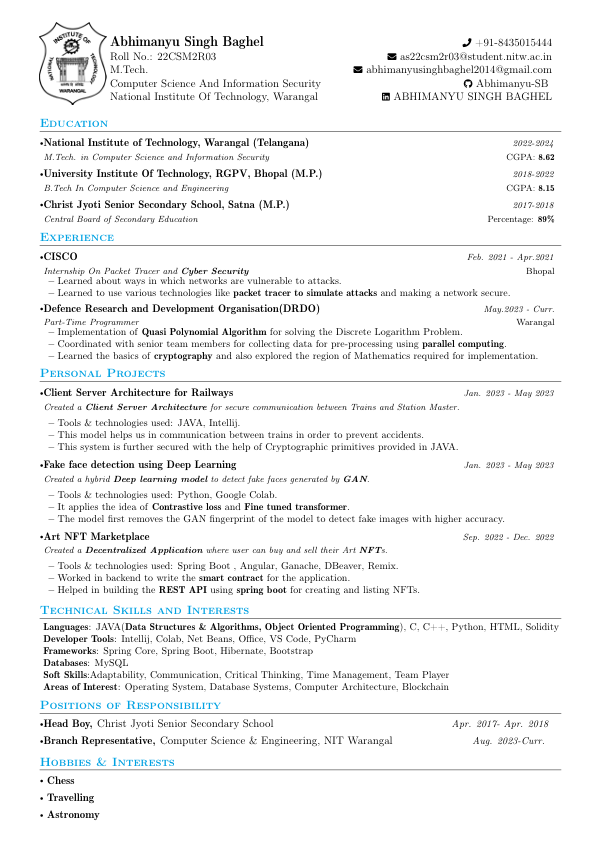 INSTITUTE OF
NATIONAL
TECHNOLOGY
WARANGAL
Abhimanyu Singh Baghel
Roll No.: 22CSM2R03
M.Tech.
Computer Science And Information Security
National Institute Of Technology, Warangal
+91-8435015444
as22csm2r03@student.nitw.ac.in
abhimanyusinghbaghel2014@gmail.com
Abhimanyu-SB
ABHIMANYU SINGH BAGHEL
Education
•National Institute of Technology, Warangal (Telangana) 2022-2024
M.Tech. in Computer Science and Information Security CGPA: 8.62
•University Institute Of Technology, RGPV, Bhopal (M.P.) 2018-2022
B.Tech In Computer Science and Engineering CGPA: 8.15
•Christ Jyoti Senior Secondary School, Satna (M.P.) 2017-2018
Central Board of Secondary Education Percentage: 89%
Experience
•CISCO Feb. 2021 - Apr.2021
Internship On Packet Tracer and Cyber Security Bhopal
– Learned about ways in which networks are vulnerable to attacks.
– Learned to use various technologies like packet tracer to simulate attacks and making a network secure.
•Defence Research and Development Organisation(DRDO) May.2023 - Curr.
Part-Time Programmer Warangal
– Implementation of Quasi Polynomial Algorithm for solving the Discrete Logarithm Problem.
– Coordinated with senior team members for collecting data for pre-processing using parallel computing.
– Learned the basics of cryptography and also explored the region of Mathematics required for implementation.
Personal Projects
•Client Server Architecture for Railways Jan. 2023 - May 2023
Created a Client Server Architecture for secure communication between Trains and Station Master.
– Tools & technologies used: JAVA, Intellij.
– This model helps us in communication between trains in order to prevent accidents.
– This system is further secured with the help of Cryptographic primitives provided in JAVA.
•Fake face detection using Deep Learning Jan. 2023 - May 2023
Created a hybrid Deep learning model to detect fake faces generated by GAN.
– Tools & technologies used: Python, Google Colab.
– It applies the idea of Contrastive loss and Fine tuned transformer.
– The model first removes the GAN fingerprint of the model to detect fake images with higher accuracy.
•Art NFT Marketplace Sep. 2022 - Dec. 2022
Created a Decentralized Application where user can buy and sell their Art NFTs.
– Tools & technologies used: Spring Boot , Angular, Ganache, DBeaver, Remix.
– Worked in backend to write the smart contract for the application.
– Helped in building the REST API using spring boot for creating and listing NFTs.
Technical Skills and Interests
Languages: JAVA(Data Structures & Algorithms, Object Oriented Programming), C, C++, Python, HTML, Solidity
Developer Tools: Intellij, Colab, Net Beans, Office, VS Code, PyCharm
Frameworks: Spring Core, Spring Boot, Hibernate, Bootstrap
Databases: MySQL
Soft Skills:Adaptability, Communication, Critical Thinking, Time Management, Team Player
Areas of Interest: Operating System, Database Systems, Computer Architecture, Blockchain
Positions of Responsibility
•Head Boy, Christ Jyoti Senior Secondary School Apr. 2017- Apr. 2018
•Branch Representative, Computer Science & Engineering, NIT Warangal Aug. 2023-Curr.
Hobbies & Interests
• Chess
• Travelling
• Astronomy